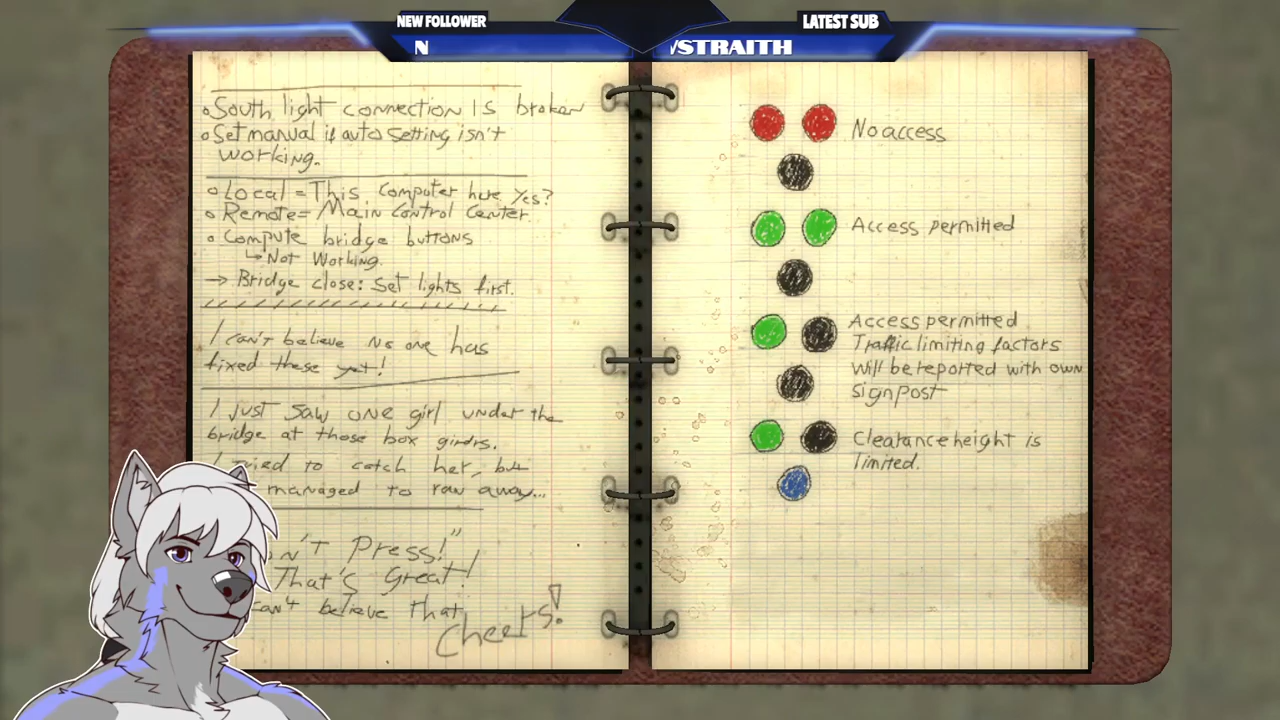 NEW FOLLOWER
LATEST SUB
N
STRAITH
South light connection is broken
Set manual if auto setting isn't
working.
Local = This computer here yes?
Remote = Main Control Center.
Compute bridge buttons
Not Working.
→ Bridge close: Set lights first.
I can't believe no one has
fixed these yet!
I just saw one girl under the
bridge at those box girdrs.
tried to catch her, but
managed to ran away...
n't Press!"
That's Great!
can't believe that
Cheers!
No access
Access permitted
Access permitted
Traffic limiting factors
Will be reported with own
sign post
Clearance height is
limited.